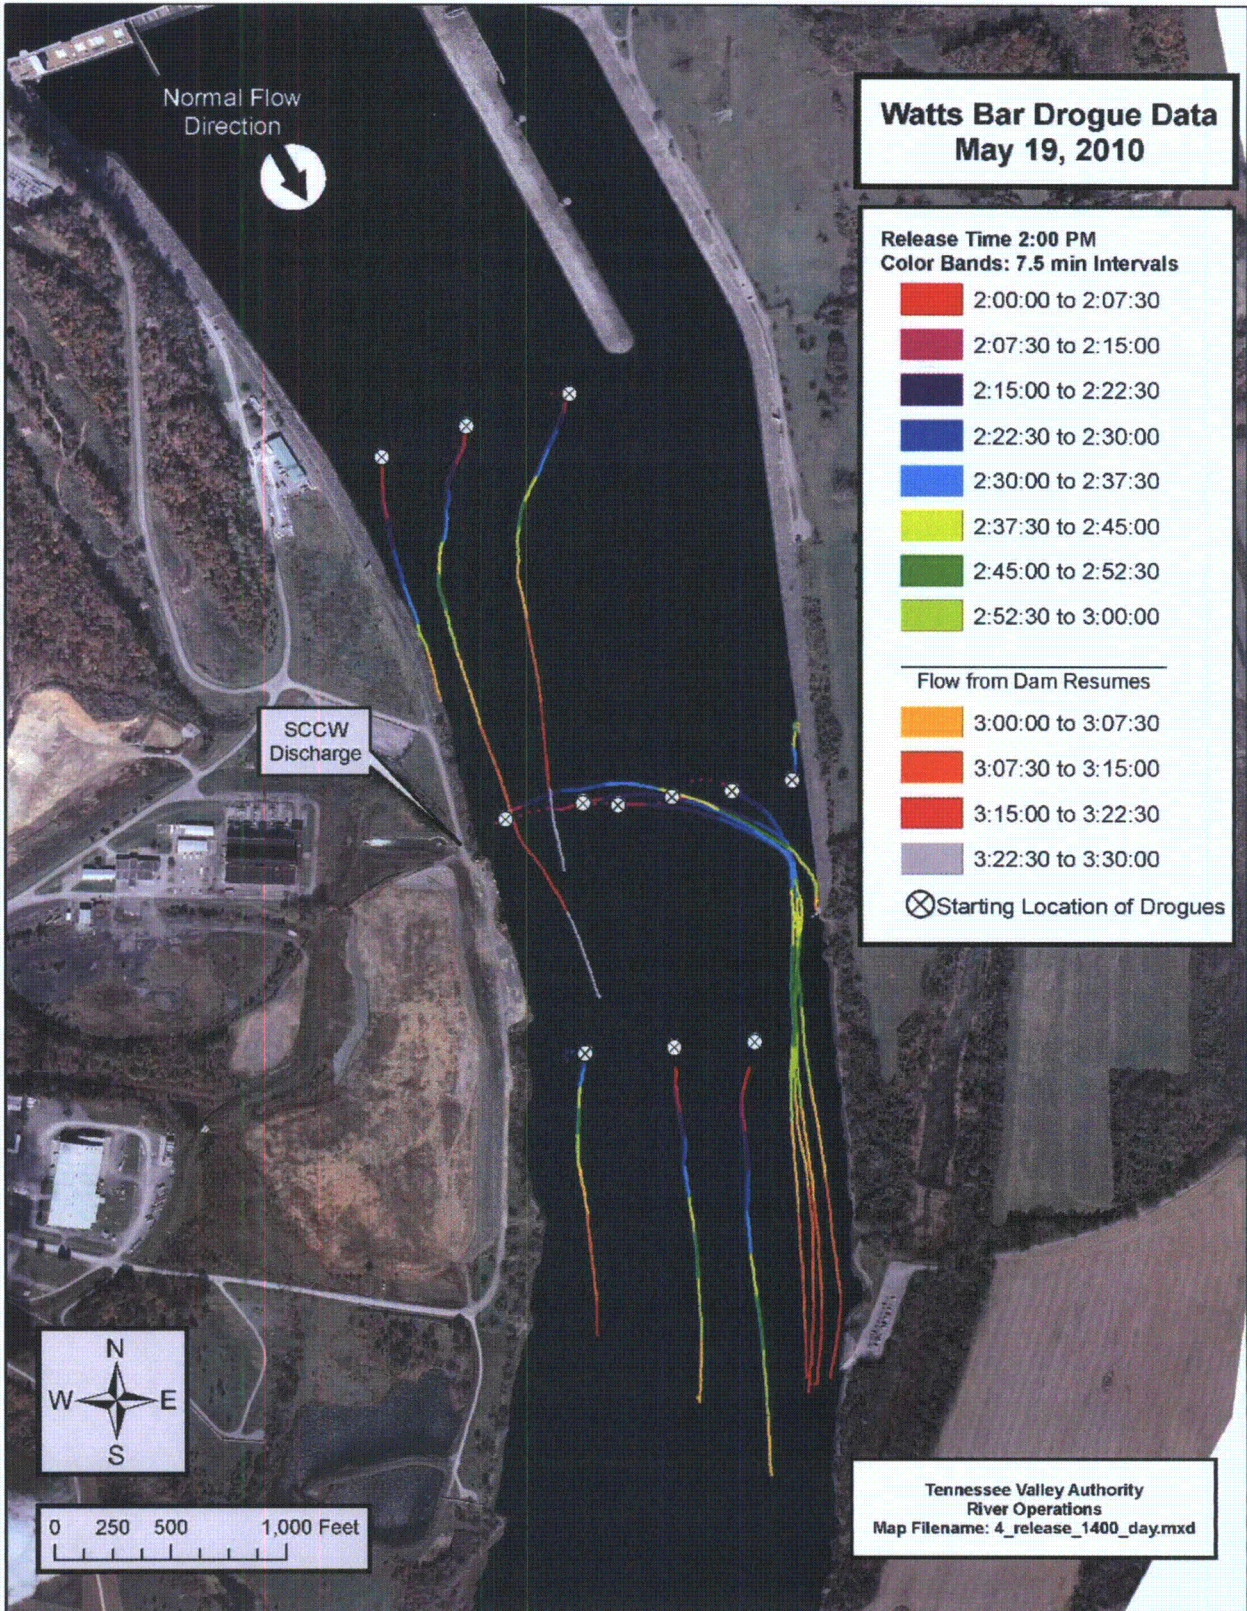 Normal Flow
Direction
Watts Bar Drogue Data
May 19, 2010
Release Time 2:00 PM
Color Bands: 7.5 min Intervals
2:00:00 to 2:07:30
2:07:30 to 2:15:00
2:15:00 to 2:22:30
2:22:30 to 2:30:00
2:30:00 to 2:37:30
2:37:30 to 2:45:00
2:45:00 to 2:52:30
2:52:30 to 3:00:00
Flow from Dam Resumes
3:00:00 to 3:07:30
3:07:30 to 3:15:00
3:15:00 to 3:22:30
3:22:30 to 3:30:00
Starting Location of Drogues
SCCW
Discharge
N
W E
S
0 250 500 1,000 Feet
Tennessee Valley Authority
River Operations
Map Filename: 4_release_1400_day.mxd